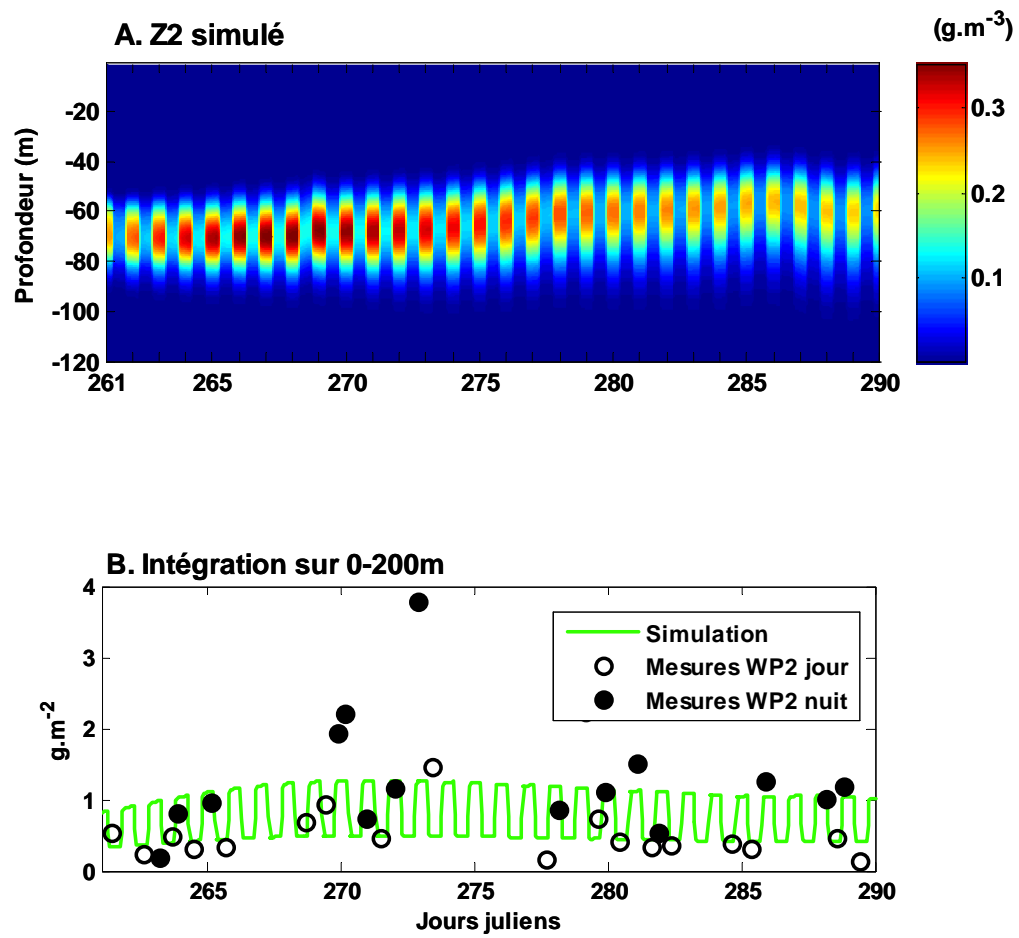 A. Z2 simulé
(g.m-3)
Profondeur (m)
-20
-40
-60
-80
-100
-120
261 265 270 275 280 285 290
0.3
0.2
0.1
B. Intégration sur 0-200m
g.m-2
4
3
2
1
0
Simulation
Mesures WP2 jour
Mesures WP2 nuit
265 270 275 280 285 290
Jours juliens